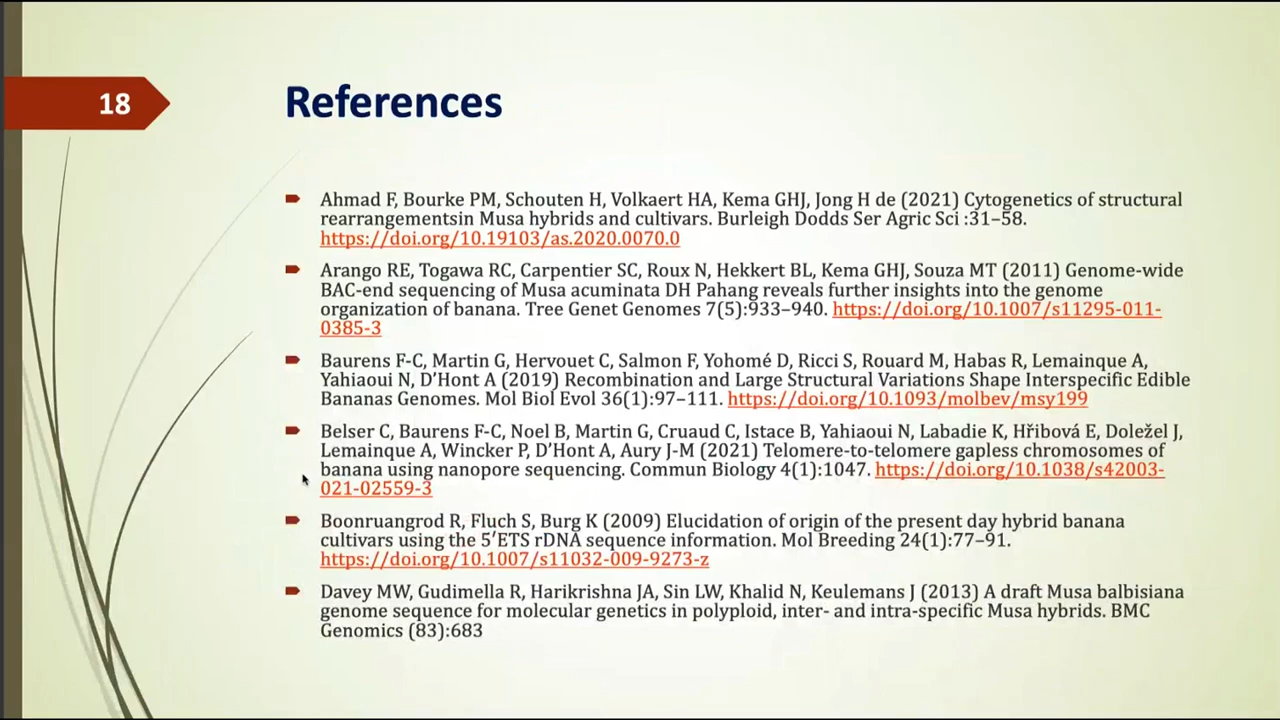 18
References
Ahmad F, Bourke PM, Schouten H, Volkaert HA, Kema GHJ, Jong H de (2021) Cytogenetics of structural
rearrangementsin Musa hybrids and cultivars. Burleigh Dodds Ser Agric Sci :31–58.
https://doi.org/10.19103/as.2020.0070.0
Arango RE, Togawa RC, Carpentier SC, Roux N, Hekkert BL, Kema GHJ, Souza MT (2011) Genome-wide
BAC-end sequencing of Musa acuminata DH Pahang reveals further insights into the genome
organization of banana. Tree Genet Genomes 7(5):933–940. https://doi.org/10.1007/s11295-011-
0385-3
Baurens F-C, Martin G, Hervouet C, Salmon F, Yohomé D, Ricci S, Rouard M, Habas R, Lemainque A,
Yahiaoui N, D’Hont A (2019) Recombination and Large Structural Variations Shape Interspecific Edible
Bananas Genomes. Mol Biol Evol 36(1):97–111. https://doi.org/10.1093/molbev/msy199
Belser C, Baurens F-C, Noel B, Martin G, Cruaud C, Istace B, Yahiaoui N, Labadie K, Hřibová E, Doležel J,
Lemainque A, Wincker P, D’Hont A, Aury J-M (2021) Telomere-to-telomere gapless chromosomes of
banana using nanopore sequencing. Commun Biology 4(1):1047. https://doi.org/10.1038/s42003-
021-02559-3
Boonruangrod R, Fluch S, Burg K (2009) Elucidation of origin of the present day hybrid banana
cultivars using the 5′ETS rDNA sequence information. Mol Breeding 24(1):77–91.
https://doi.org/10.1007/s11032-009-9273-z
Davey MW, Gudimella R, Harikrishna JA, Sin LW, Khalid N, Keulemans J (2013) A draft Musa balbisiana
genome sequence for molecular genetics in polyploid, inter- and intra-specific Musa hybrids. BMC
Genomics (83):683